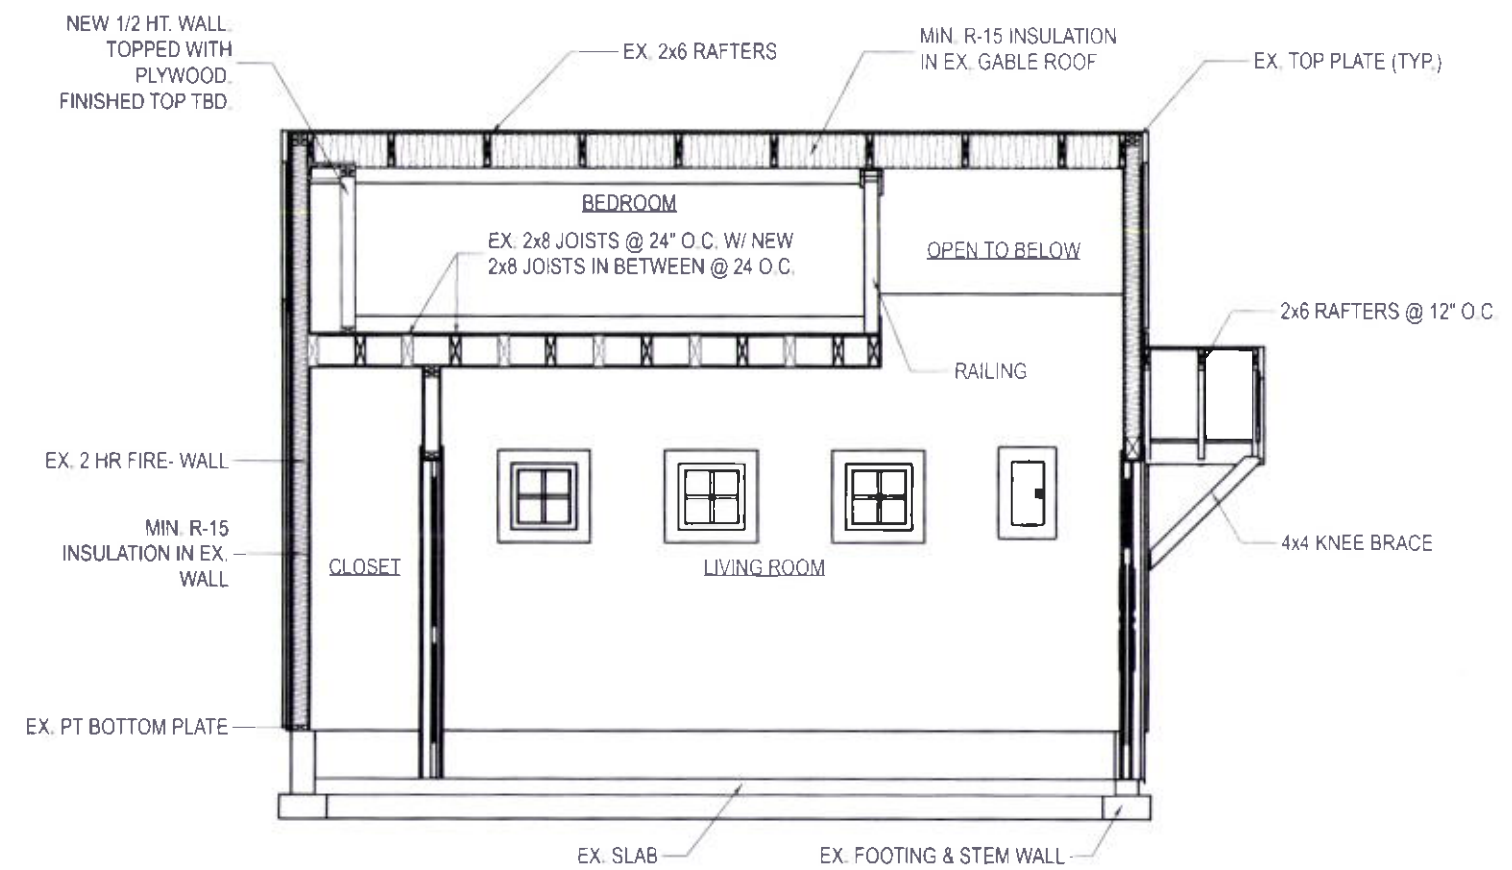 NEW 1/2 HT. WALL.
TOPPED WITH
PLYWOOD.
FINISHED TOP TBD.
EX. 2x6 RAFTERS
MIN. R-15 INSULATION
IN EX. GABLE ROOF
EX. TOP PLATE (TYP.)
BEDROOM
EX. 2x8 JOISTS @ 24" O.C. W/ NEW
2x8 JOISTS IN BETWEEN @ 24 O.C.
OPEN TO BELOW
2x6 RAFTERS @ 12" O.C.
RAILING
EX. 2 HR FIRE- WALL
MIN. R-15
INSULATION IN EX.
WALL
CLOSET
LIVING ROOM
4x4 KNEE BRACE
EX. PT BOTTOM PLATE
EX. SLAB
EX. FOOTING & STEM WALL